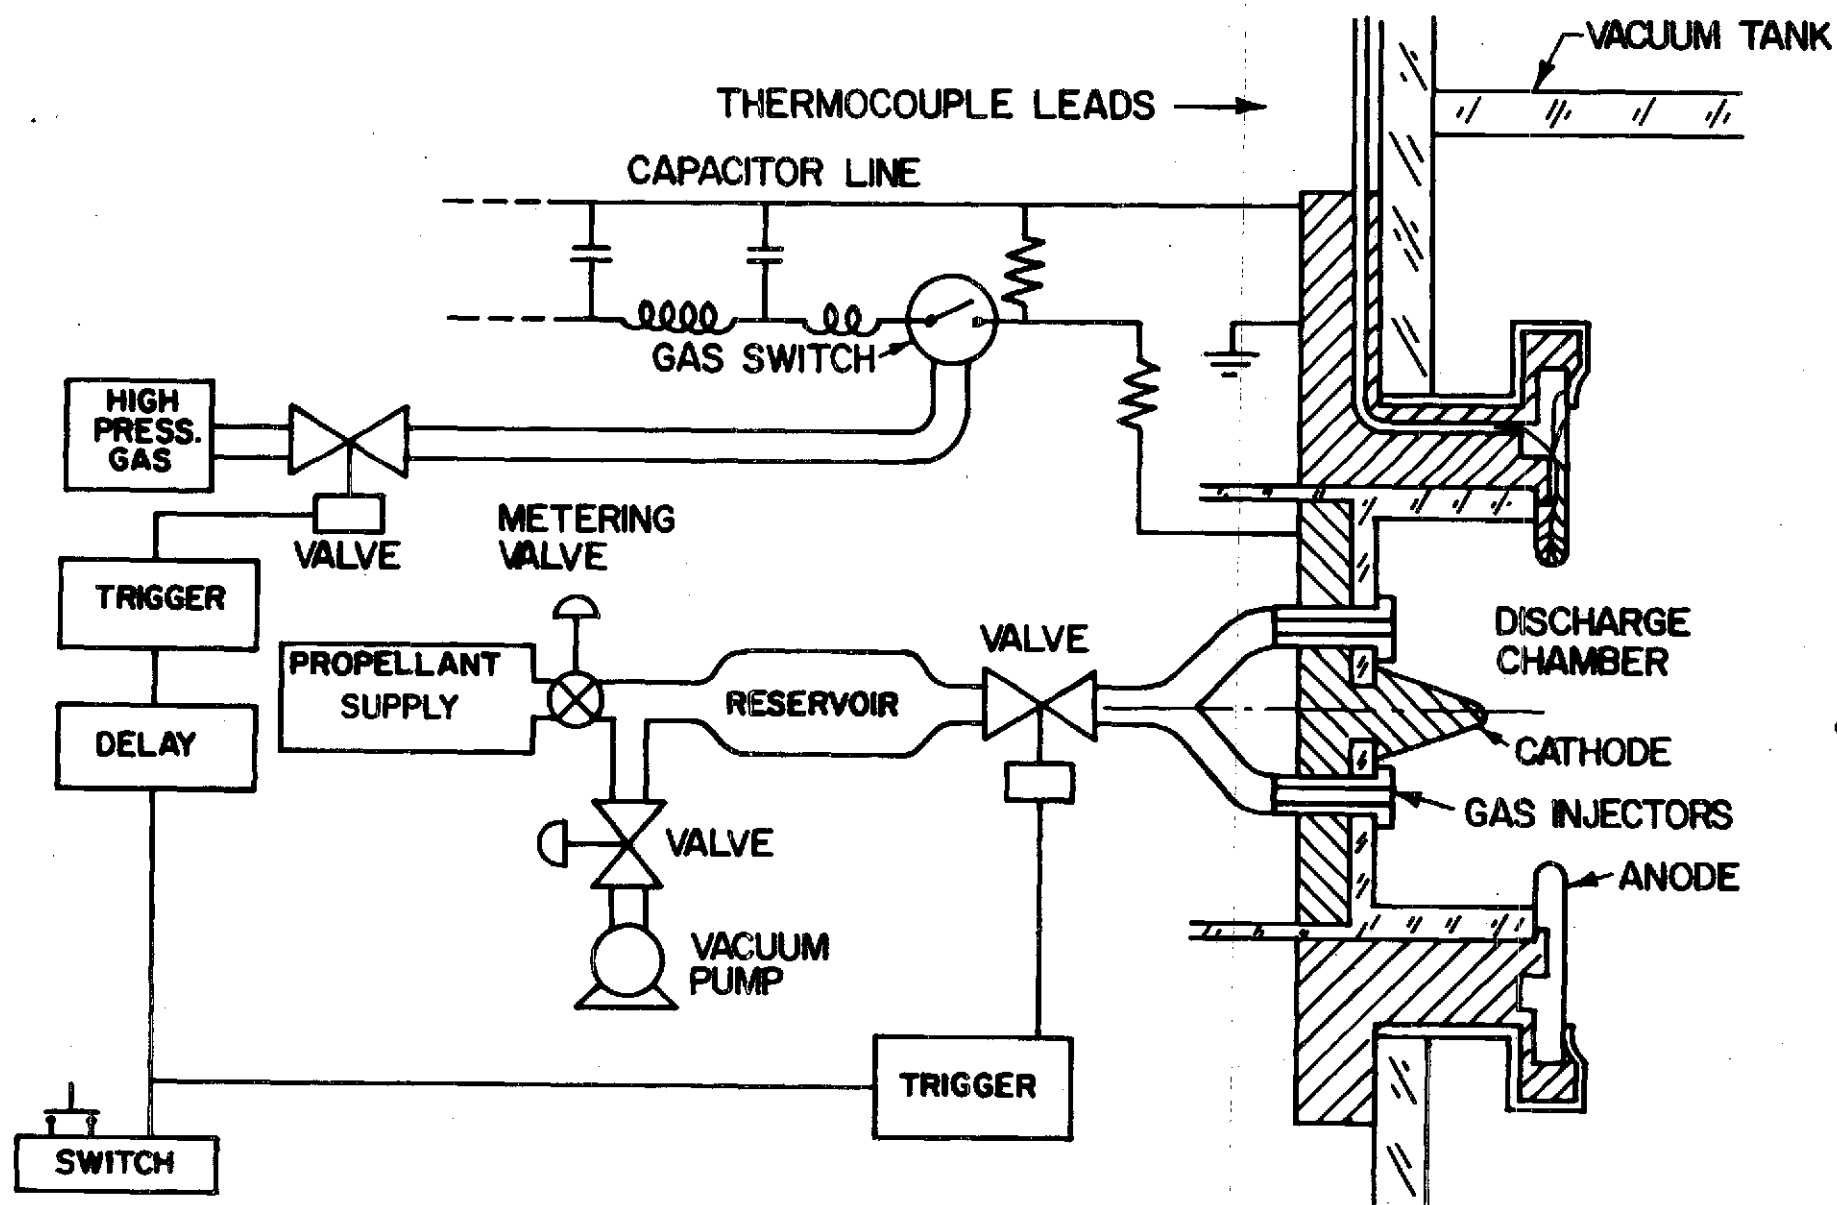 VACUUM TANK
THERMOCOUPLE LEADS
CAPACITOR LINE
GAS SWITCH
HIGH
PRESS.
GAS
METERING
VALVE
VALVE
TRIGGER
PROPELLANT
SUPPLY
RESERVOIR
VALVE
DISCHARGE
CHAMBER
DELAY
CATHODE
GAS INJECTORS
VALVE
ANODE
VACUUM
PUMP
TRIGGER
SWITCH